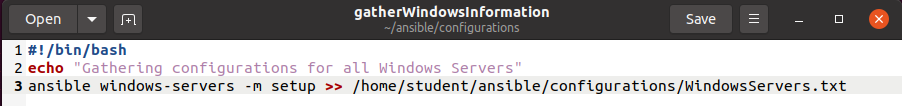 Open
gatherWindowsInformation
~/ansible/configurations
Save
1 #!/bin/bash
2 echo "Gathering configurations for all Windows Servers"
3 ansible windows-servers -m setup >> /home/student/ansible/configurations/WindowsServers.txt